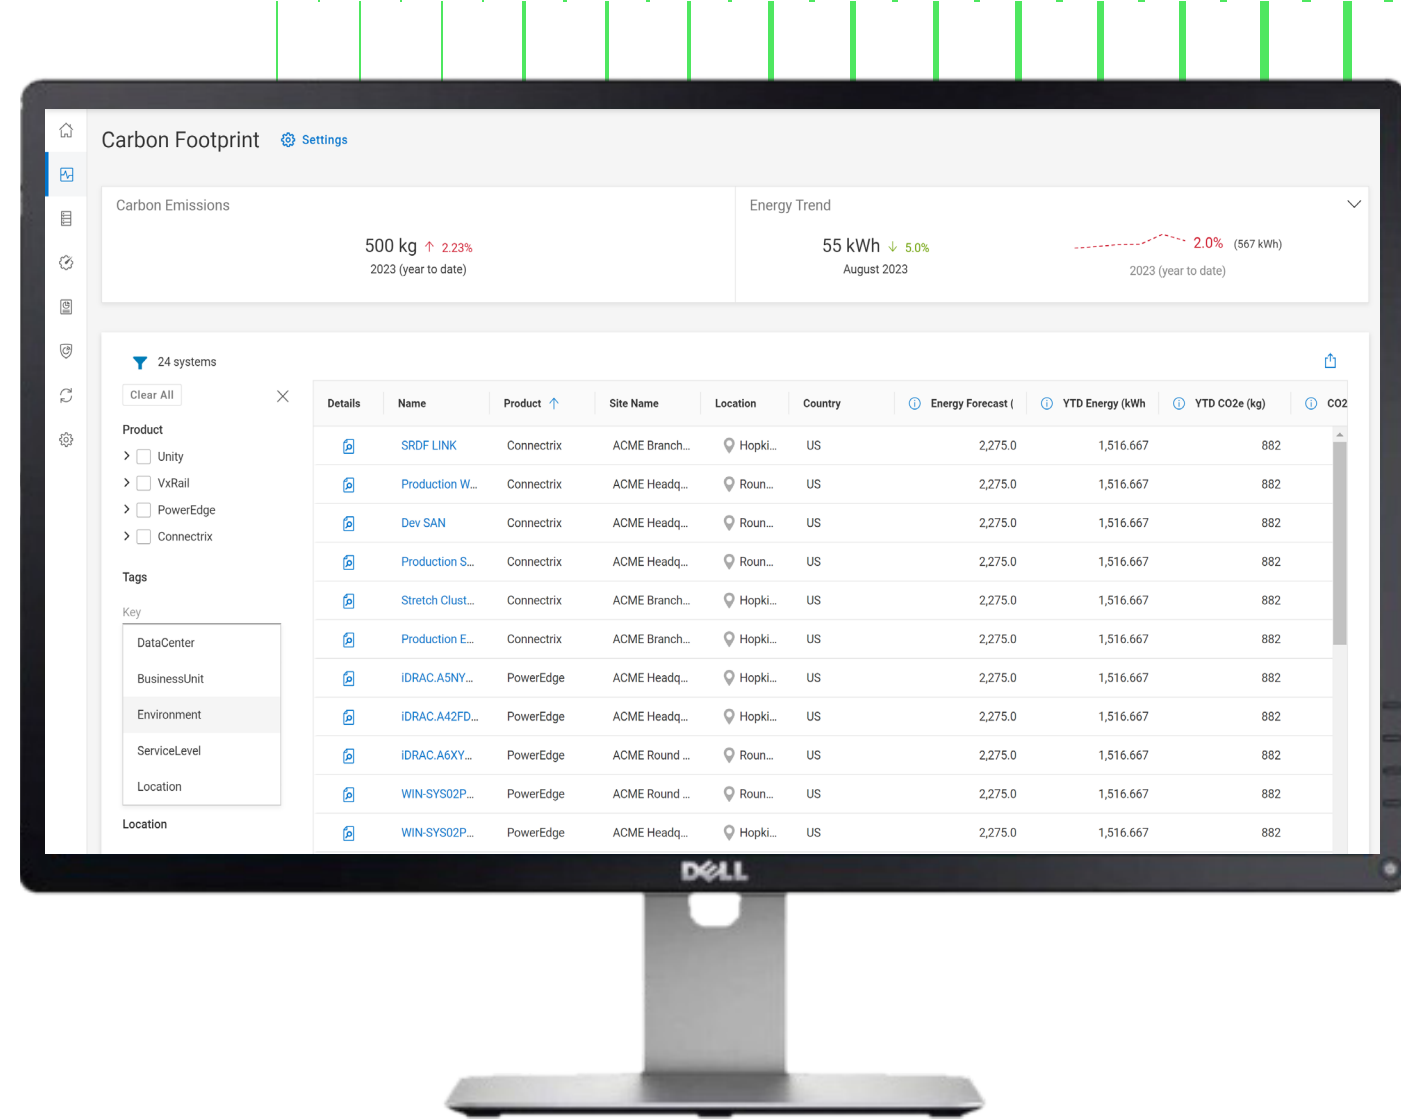 Carbon Footprint Settings
Carbon Emissions
500 kg ↑ 2.23%
2023 (year to date)
Energy Trend
55 kWh ↓ 5.0%
August 2023
2.0% (567 kWh)
2023 (year to date)
24 systems
Clear All
Product
Unity
VxRail
PowerEdge
Connectrix
Tags
Key
DataCenter
BusinessUnit
Environment
ServiceLevel
Location
Location
Details Name Product ↑ Site Name Location Country Energy Forecast ( YTD Energy (kWh YTD CO2e (kg) CO2
SRDF LINK Connectrix ACME Branch... Hopki... US 2,275.0 1,516.667 882
Production W... Connectrix ACME Headq... Roun... US 2,275.0 1,516.667 882
Dev SAN Connectrix ACME Headq... Roun... US 2,275.0 1,516.667 882
Production S... Connectrix ACME Headq... Roun... US 2,275.0 1,516.667 882
Stretch Clust... Connectrix ACME Branch... Hopki... US 2,275.0 1,516.667 882
Production E... Connectrix ACME Branch... Hopki... US 2,275.0 1,516.667 882
iDRAC.A5NY... PowerEdge ACME Headq... Hopki... US 2,275.0 1,516.667 882
iDRAC.A42FD... PowerEdge ACME Headq... Hopki... US 2,275.0 1,516.667 882
iDRAC.A6XY... PowerEdge ACME Round ... Roun... US 2,275.0 1,516.667 882
WIN-SYS02P... PowerEdge ACME Round ... Roun... US 2,275.0 1,516.667 882
WIN-SYS02P... PowerEdge ACME Headq... Hopki... US 2,275.0 1,516.667 882
DELL